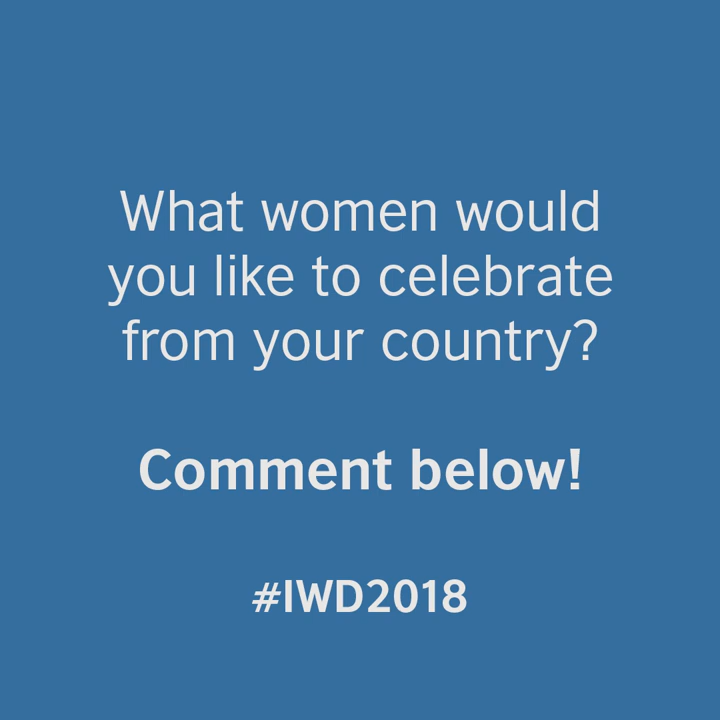 What women would
you like to celebrate
from your country?
Comment below!
#IWD2018